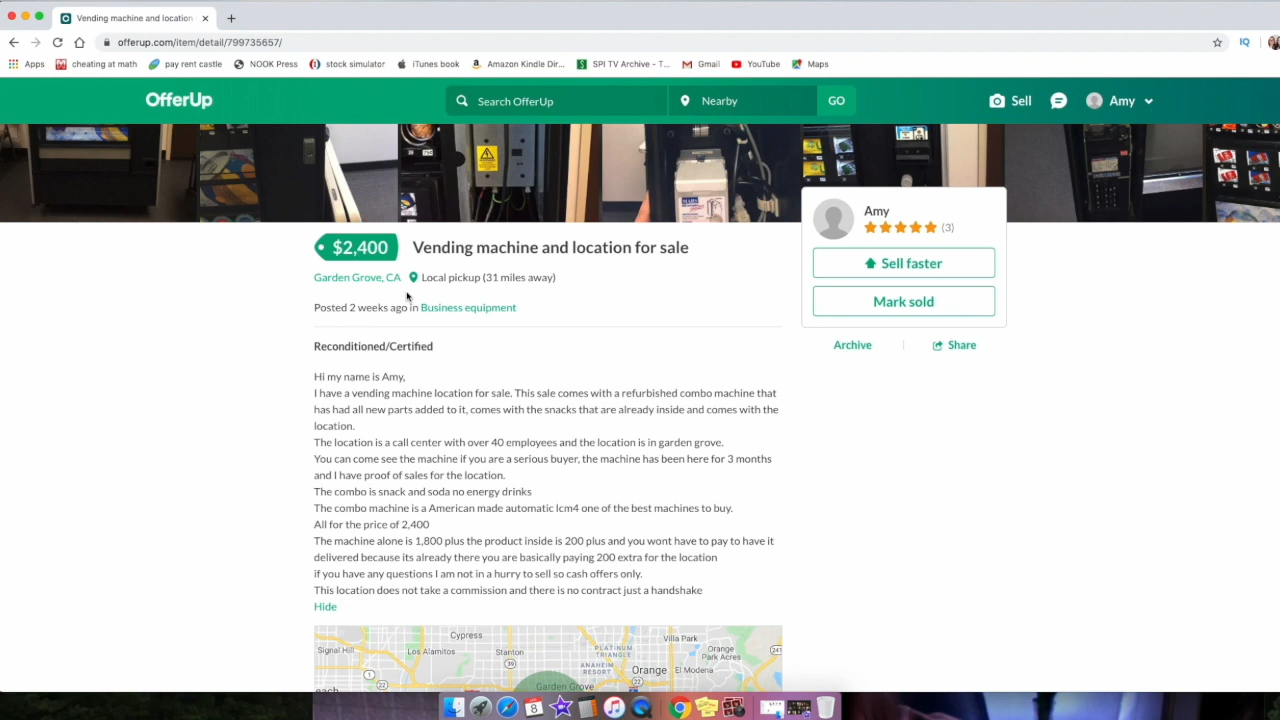 Vending machine and location
offerup.com/item/detail/799735657/
IQ
Apps cheating at math pay rent castle NOOK Press stock simulator iTunes book Amazon Kindle Dir... SPI TV Archive - T... Gmail YouTube Maps
OfferUp Search OfferUp Nearby GO Sell Amy
$2,400 Vending machine and location for sale
Garden Grove, CA Local pickup (31 miles away)
Posted 2 weeks ago in Business equipment
Amy
(3)
Sell faster
Mark sold
Archive Share
Reconditioned/Certified
Hi my name is Amy,
I have a vending machine location for sale. This sale comes with a refurbished combo machine that
has had all new parts added to it, comes with the snacks that are already inside and comes with the
location.
The location is a call center with over 40 employees and the location is in garden grove.
You can come see the machine if you are a serious buyer, the machine has been here for 3 months
and I have proof of sales for the location.
The combo is snack and soda no energy drinks
The combo machine is a American made automatic lcm4 one of the best machines to buy.
All for the price of 2,400
The machine alone is 1,800 plus the product inside is 200 plus and you wont have to pay to have it
delivered because its already there you are basically paying 200 extra for the location
if you have any questions I am not in a hurry to sell so cash offers only.
This location does not take a commission and there is no contract just a handshake
Hide
Cypress Villa Park
Signal Hill Los Alamitos Stanton PLATINUM TRIANGLE Orange Park Acres 241
39 ANAHEIM RESORT Orange El Modena
1 22 22
each Garden Grove
8